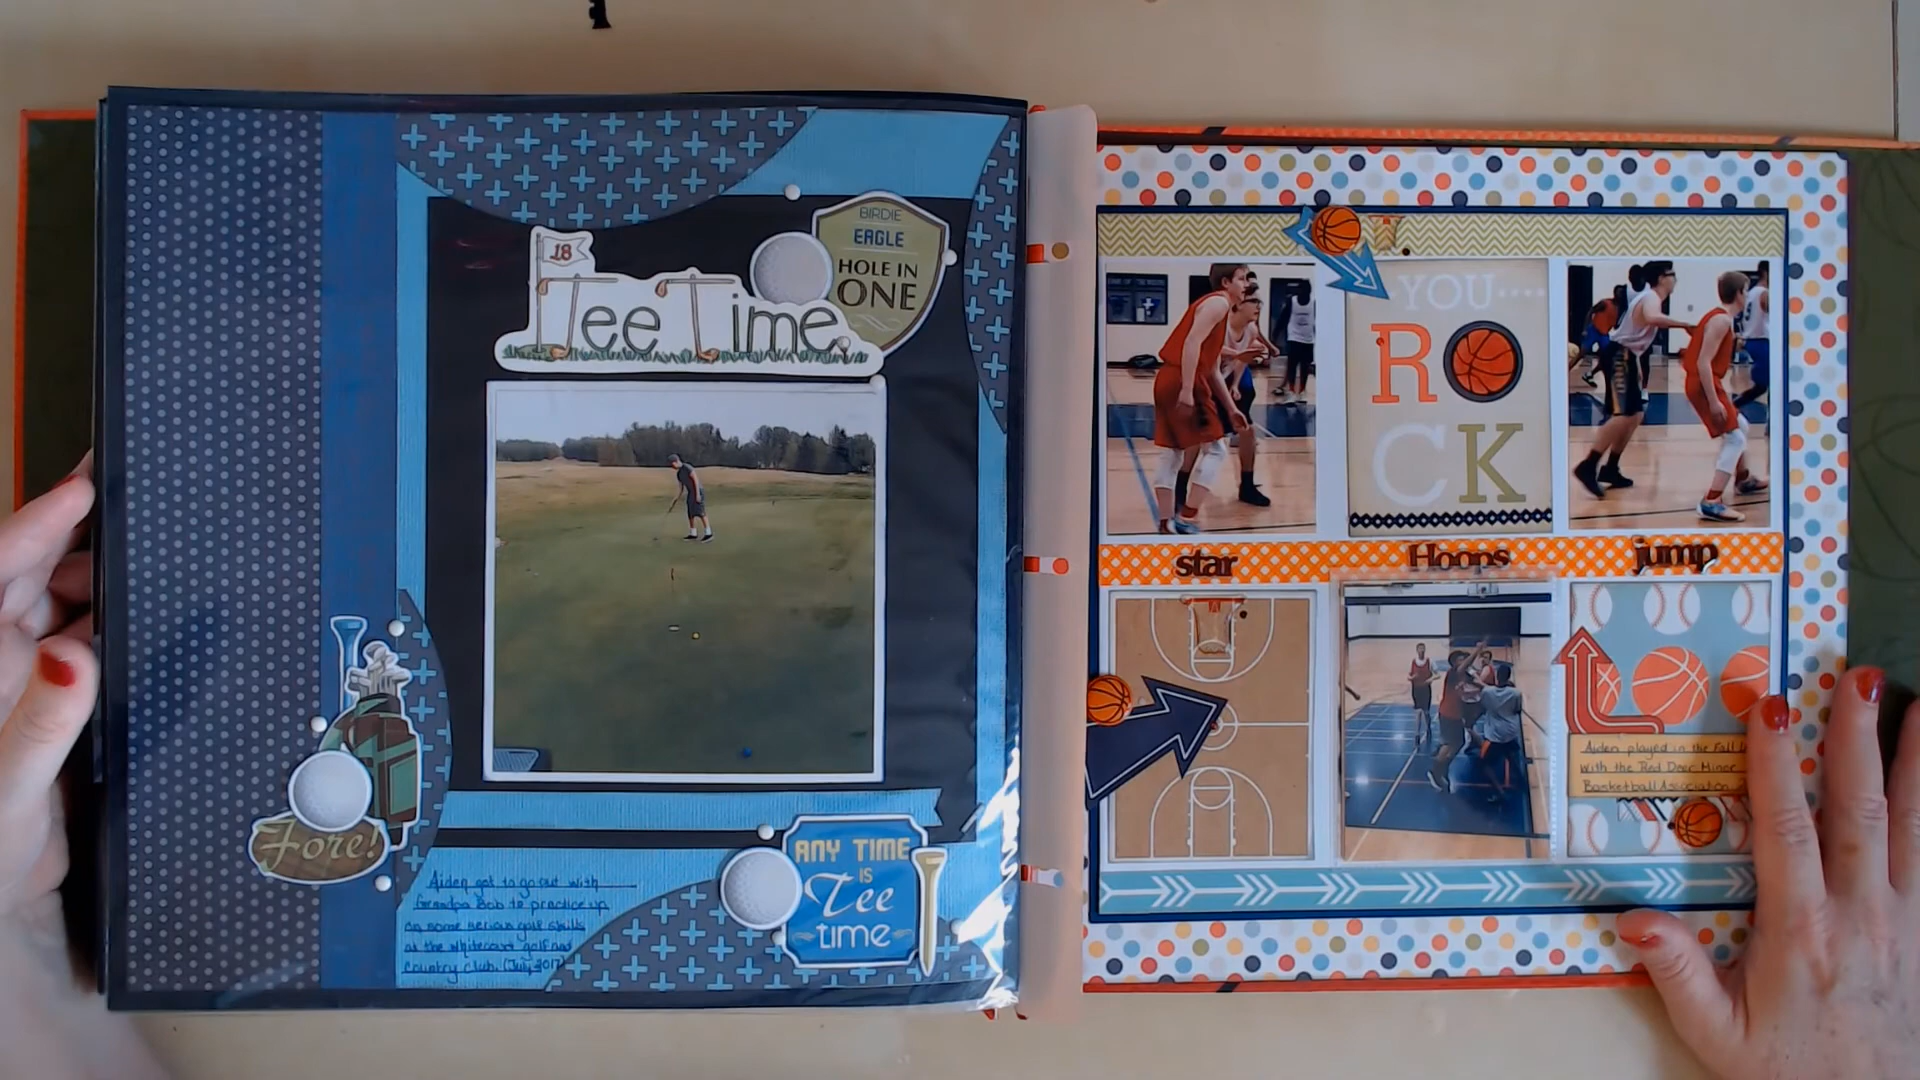 18
Tee Time
BIRDIE
EAGLE
HOLE IN
ONE
Fore!
Aiden got to go out with
Grandpa Bob to practice up
on some serious golf skills
at the Whitecourt golf and
Country Club. (July 2017
ANY TIME
IS
Tee
time
YOU....
RO
CK
star
Hoops
jump
Aiden played in the Fall
with the Red Deer Minor
Basketball Association